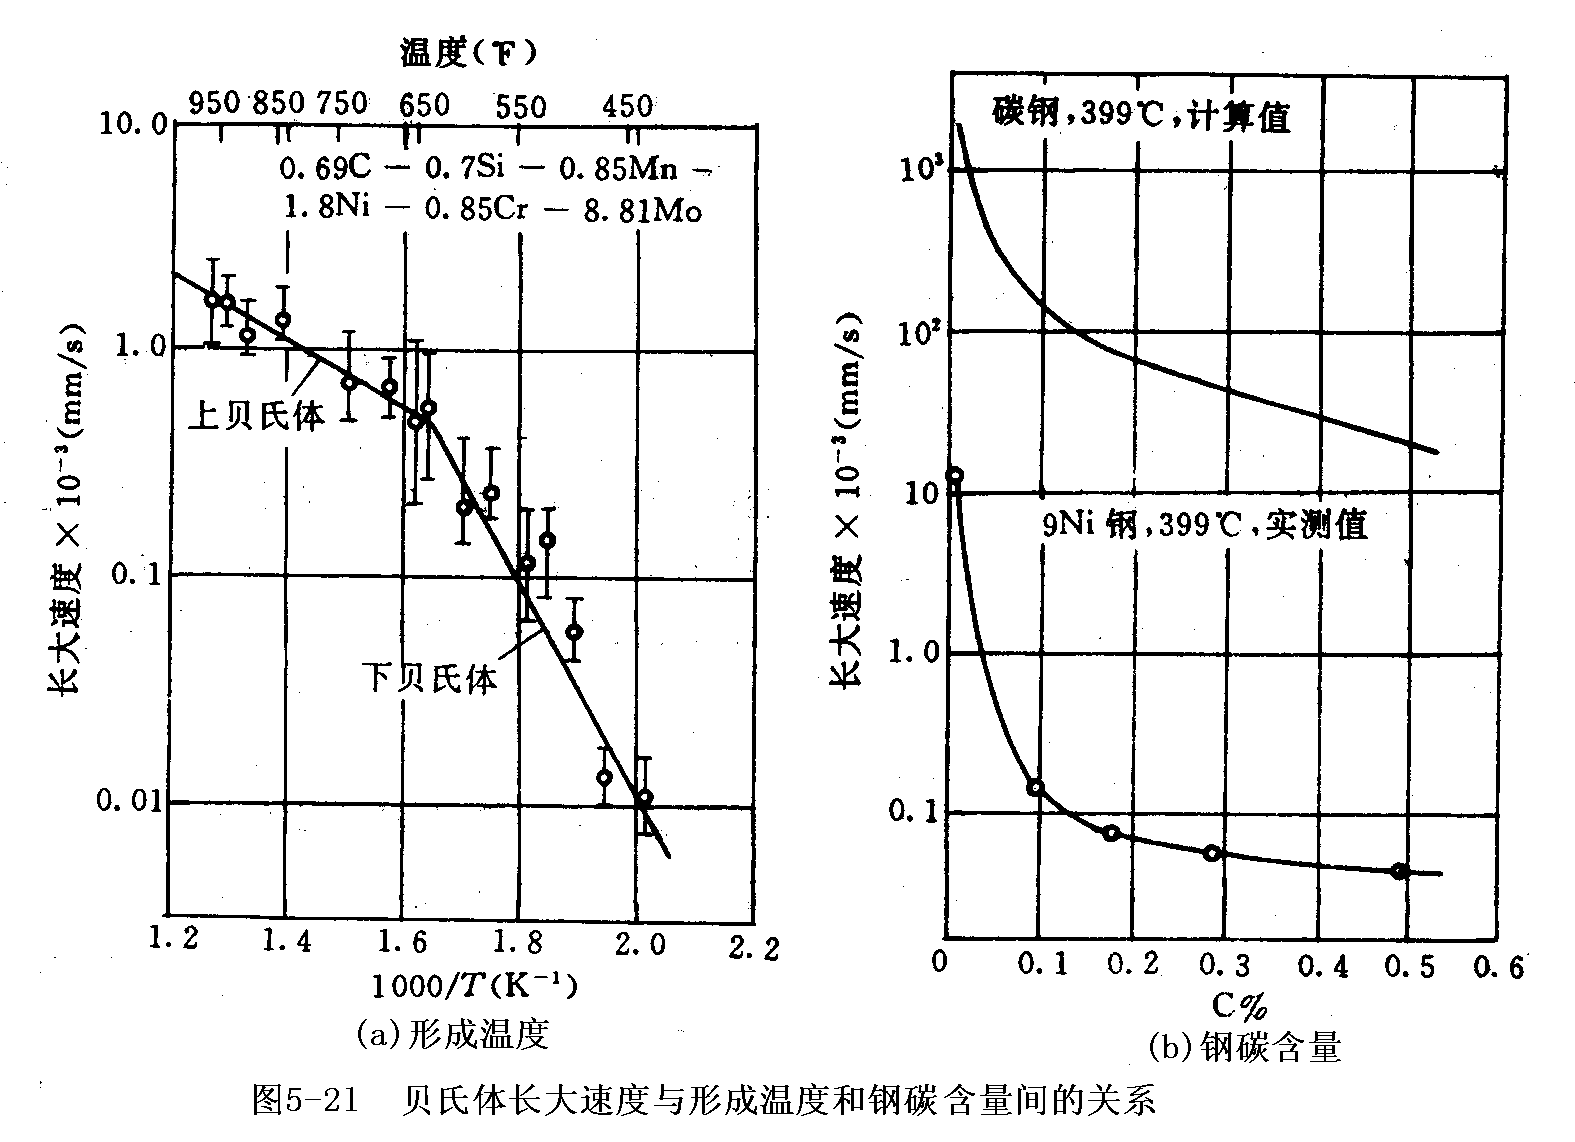 温度(℉)
950 850 750 650 550 450
10.0
0.69C － 0.7Si － 0.85Mn －
1.8Ni － 0.85Cr － 8.81Mo
1.0
上贝氏体
0.1
下贝氏体
0.01
长大速度 × 10⁻³(mm/s)
1.2 1.4 1.6 1.8 2.0 2.2
1000/T(K⁻¹)
(a)形成温度
碳钢,399℃,计算值
10³
10²
10
9Ni 钢,399℃,实测值
1.0
0.1
长大速度 × 10⁻³(mm/s)
0 0.1 0.2 0.3 0.4 0.5 0.6
C%
(b)钢碳含量
图5-21 贝氏体长大速度与形成温度和钢碳含量间的关系